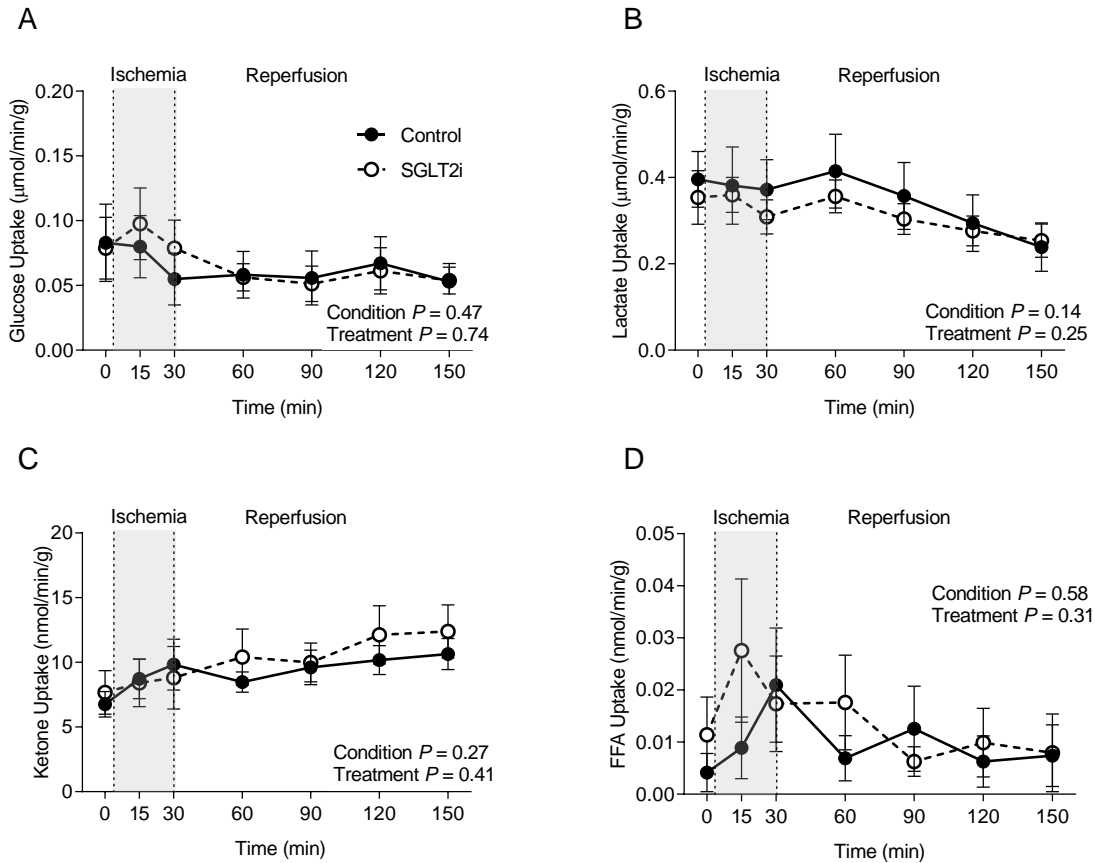 A
Ischemia Reperfusion
Glucose Uptake (μmol/min/g)
0.20
0.15
0.10
0.05
0.00
Control
SGLT2i
Condition P = 0.47
Treatment P = 0.74
0 15 30 60 90 120 150
Time (min)
B
Ischemia Reperfusion
Lactate Uptake (μmol/min/g)
0.6
0.4
0.2
0.0
Condition P = 0.14
Treatment P = 0.25
0 15 30 60 90 120 150
Time (min)
C
Ischemia Reperfusion
Ketone Uptake (nmol/min/g)
20
15
10
5
0
Condition P = 0.27
Treatment P = 0.41
0 15 30 60 90 120 150
Time (min)
D
Ischemia Reperfusion
FFA Uptake (nmol/min/g)
0.05
0.04
0.03
0.02
0.01
0.00
Condition P = 0.58
Treatment P = 0.31
0 15 30 60 90 120 150
Time (min)